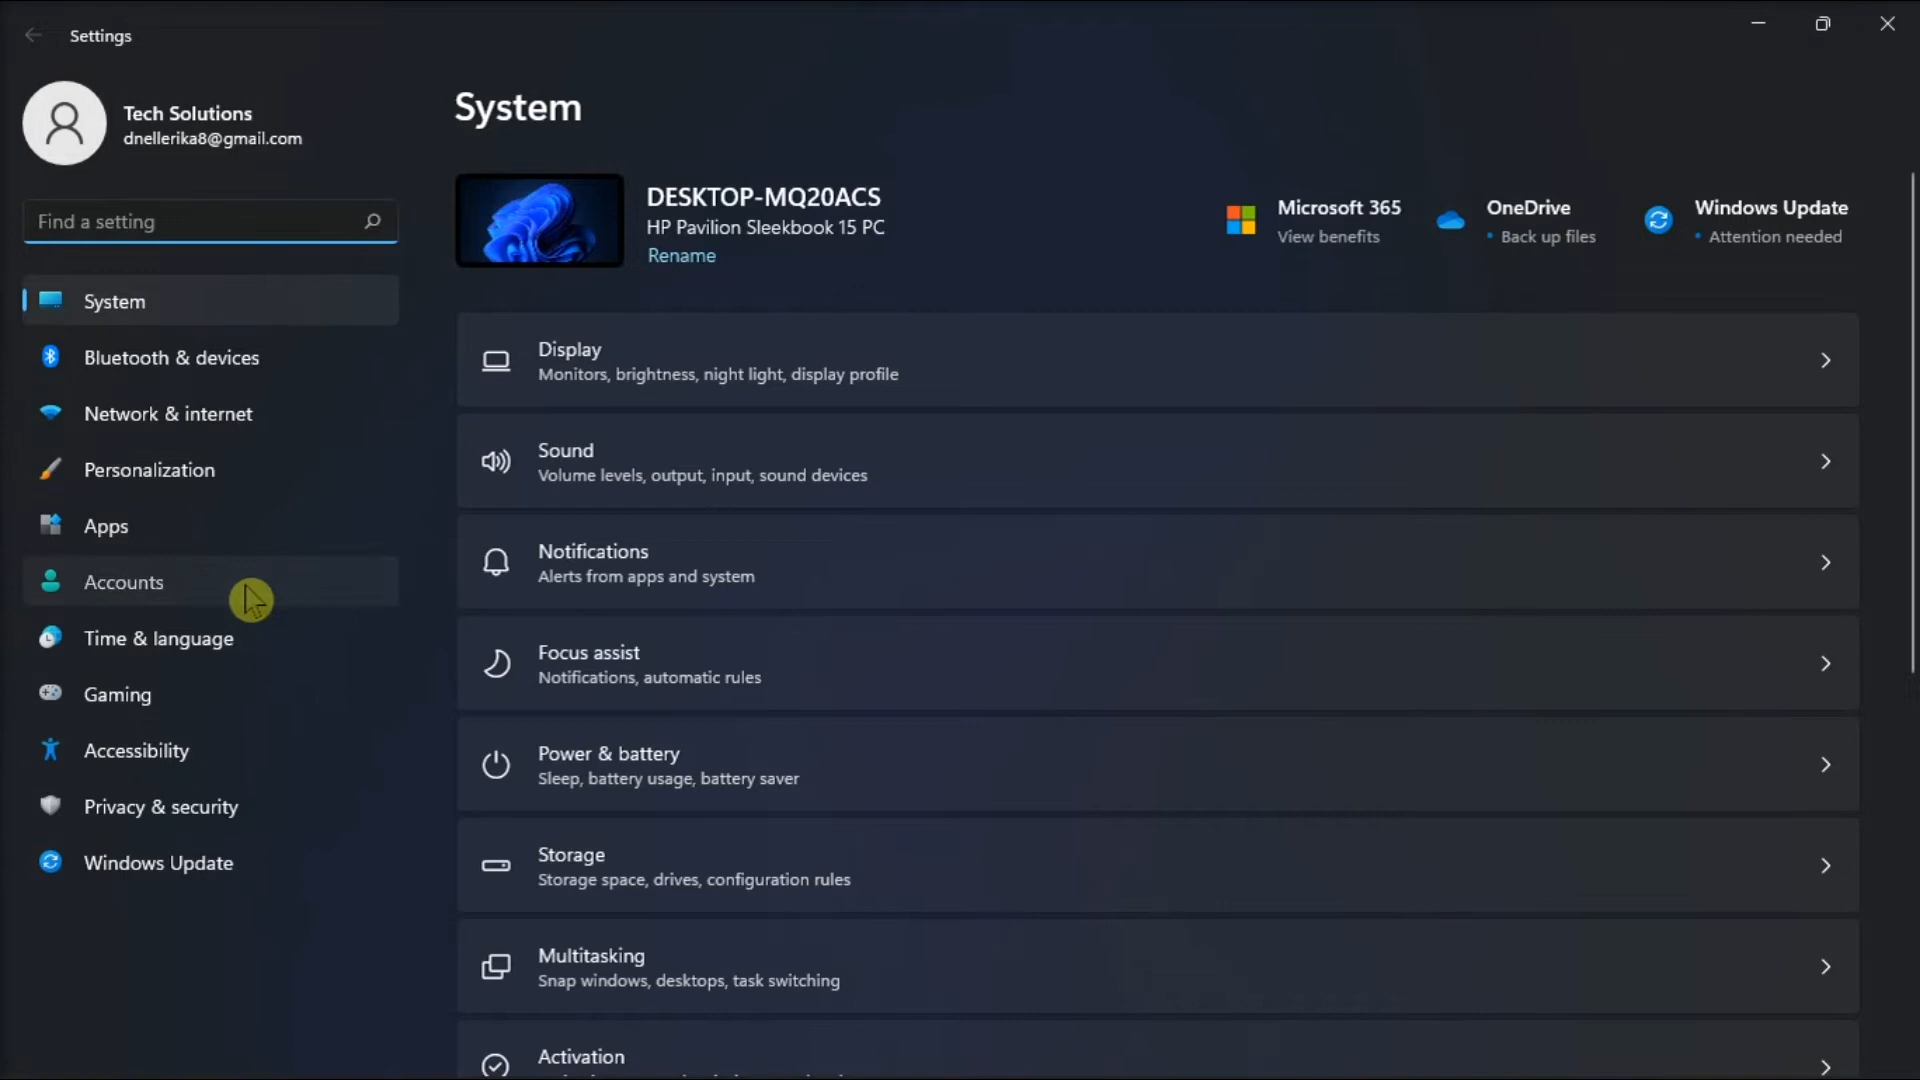 Settings
Tech Solutions
dnellerika8@gmail.com
Find a setting
System
Bluetooth & devices
Network & internet
Personalization
Apps
Accounts
Time & language
Gaming
Accessibility
Privacy & security
Windows Update
System
DESKTOP-MQ20ACS
HP Pavilion Sleekbook 15 PC
Rename
Microsoft 365
View benefits
OneDrive
• Back up files
Windows Update
• Attention needed
Display
Monitors, brightness, night light, display profile
Sound
Volume levels, output, input, sound devices
Notifications
Alerts from apps and system
Focus assist
Notifications, automatic rules
Power & battery
Sleep, battery usage, battery saver
Storage
Storage space, drives, configuration rules
Multitasking
Snap windows, desktops, task switching
Activation